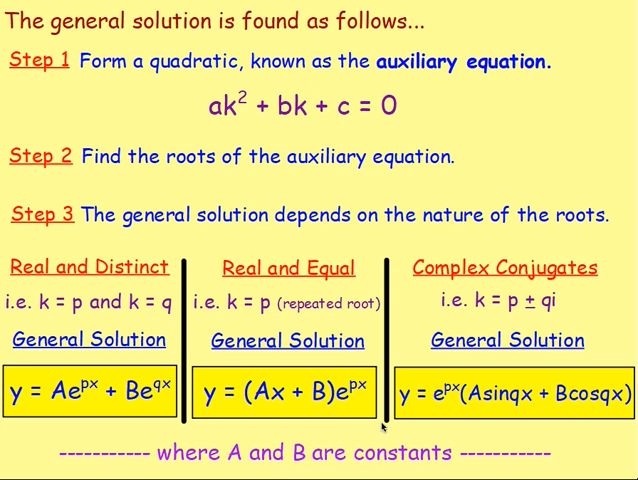 The general solution is found as follows...
Step 1 Form a quadratic, known as the auxiliary equation.
ak² + bk + c = 0
Step 2 Find the roots of the auxiliary equation.
Step 3 The general solution depends on the nature of the roots.
Real and Distinct
i.e. k = p and k = q
General Solution
y = Ae^px + Be^qx
Real and Equal
i.e. k = p (repeated root)
General Solution
y = (Ax + B)e^px
Complex Conjugates
i.e. k = p ± qi
General Solution
y = e^px(Asinqx + Bcosqx)
----------- where A and B are constants -----------